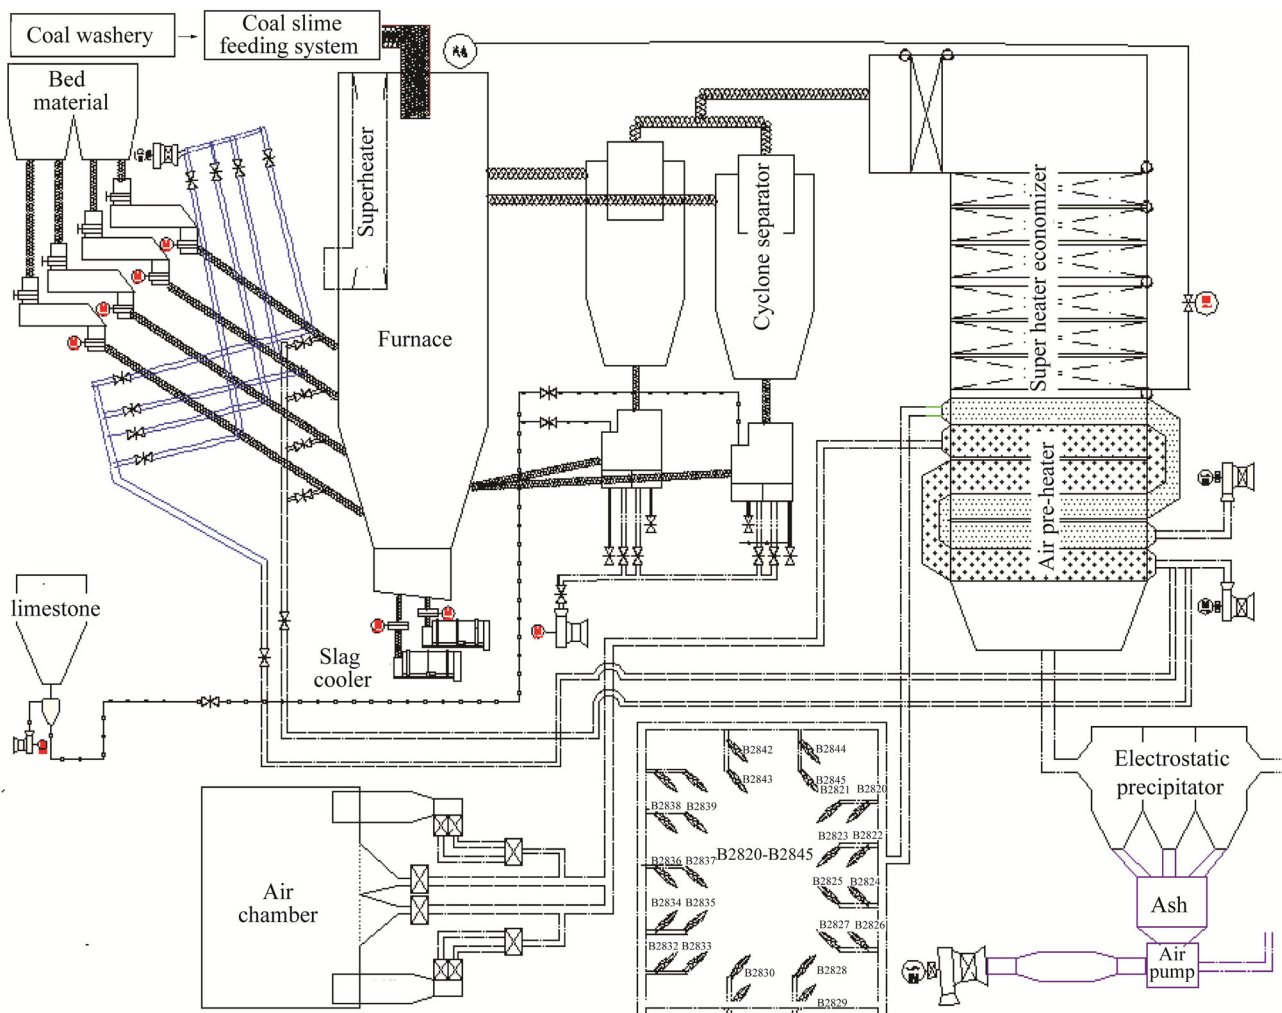 Coal washery
Coal slime
feeding system
Bed
material
Superheater
Furnace
Cyclone separator
Super heater economizer
Air pre-heater
limestone
Slag
cooler
Air
chamber
Electrostatic
precipitator
Ash
Air
pump
B2842
B2844
B2843
B2845
B2821
B2820
B2838
B2839
B2823
B2822
B2820-B2845
B2836
B2837
B2825
B2824
B2834
B2835
B2827
B2826
B2832
B2833
B2830
B2828
B2829